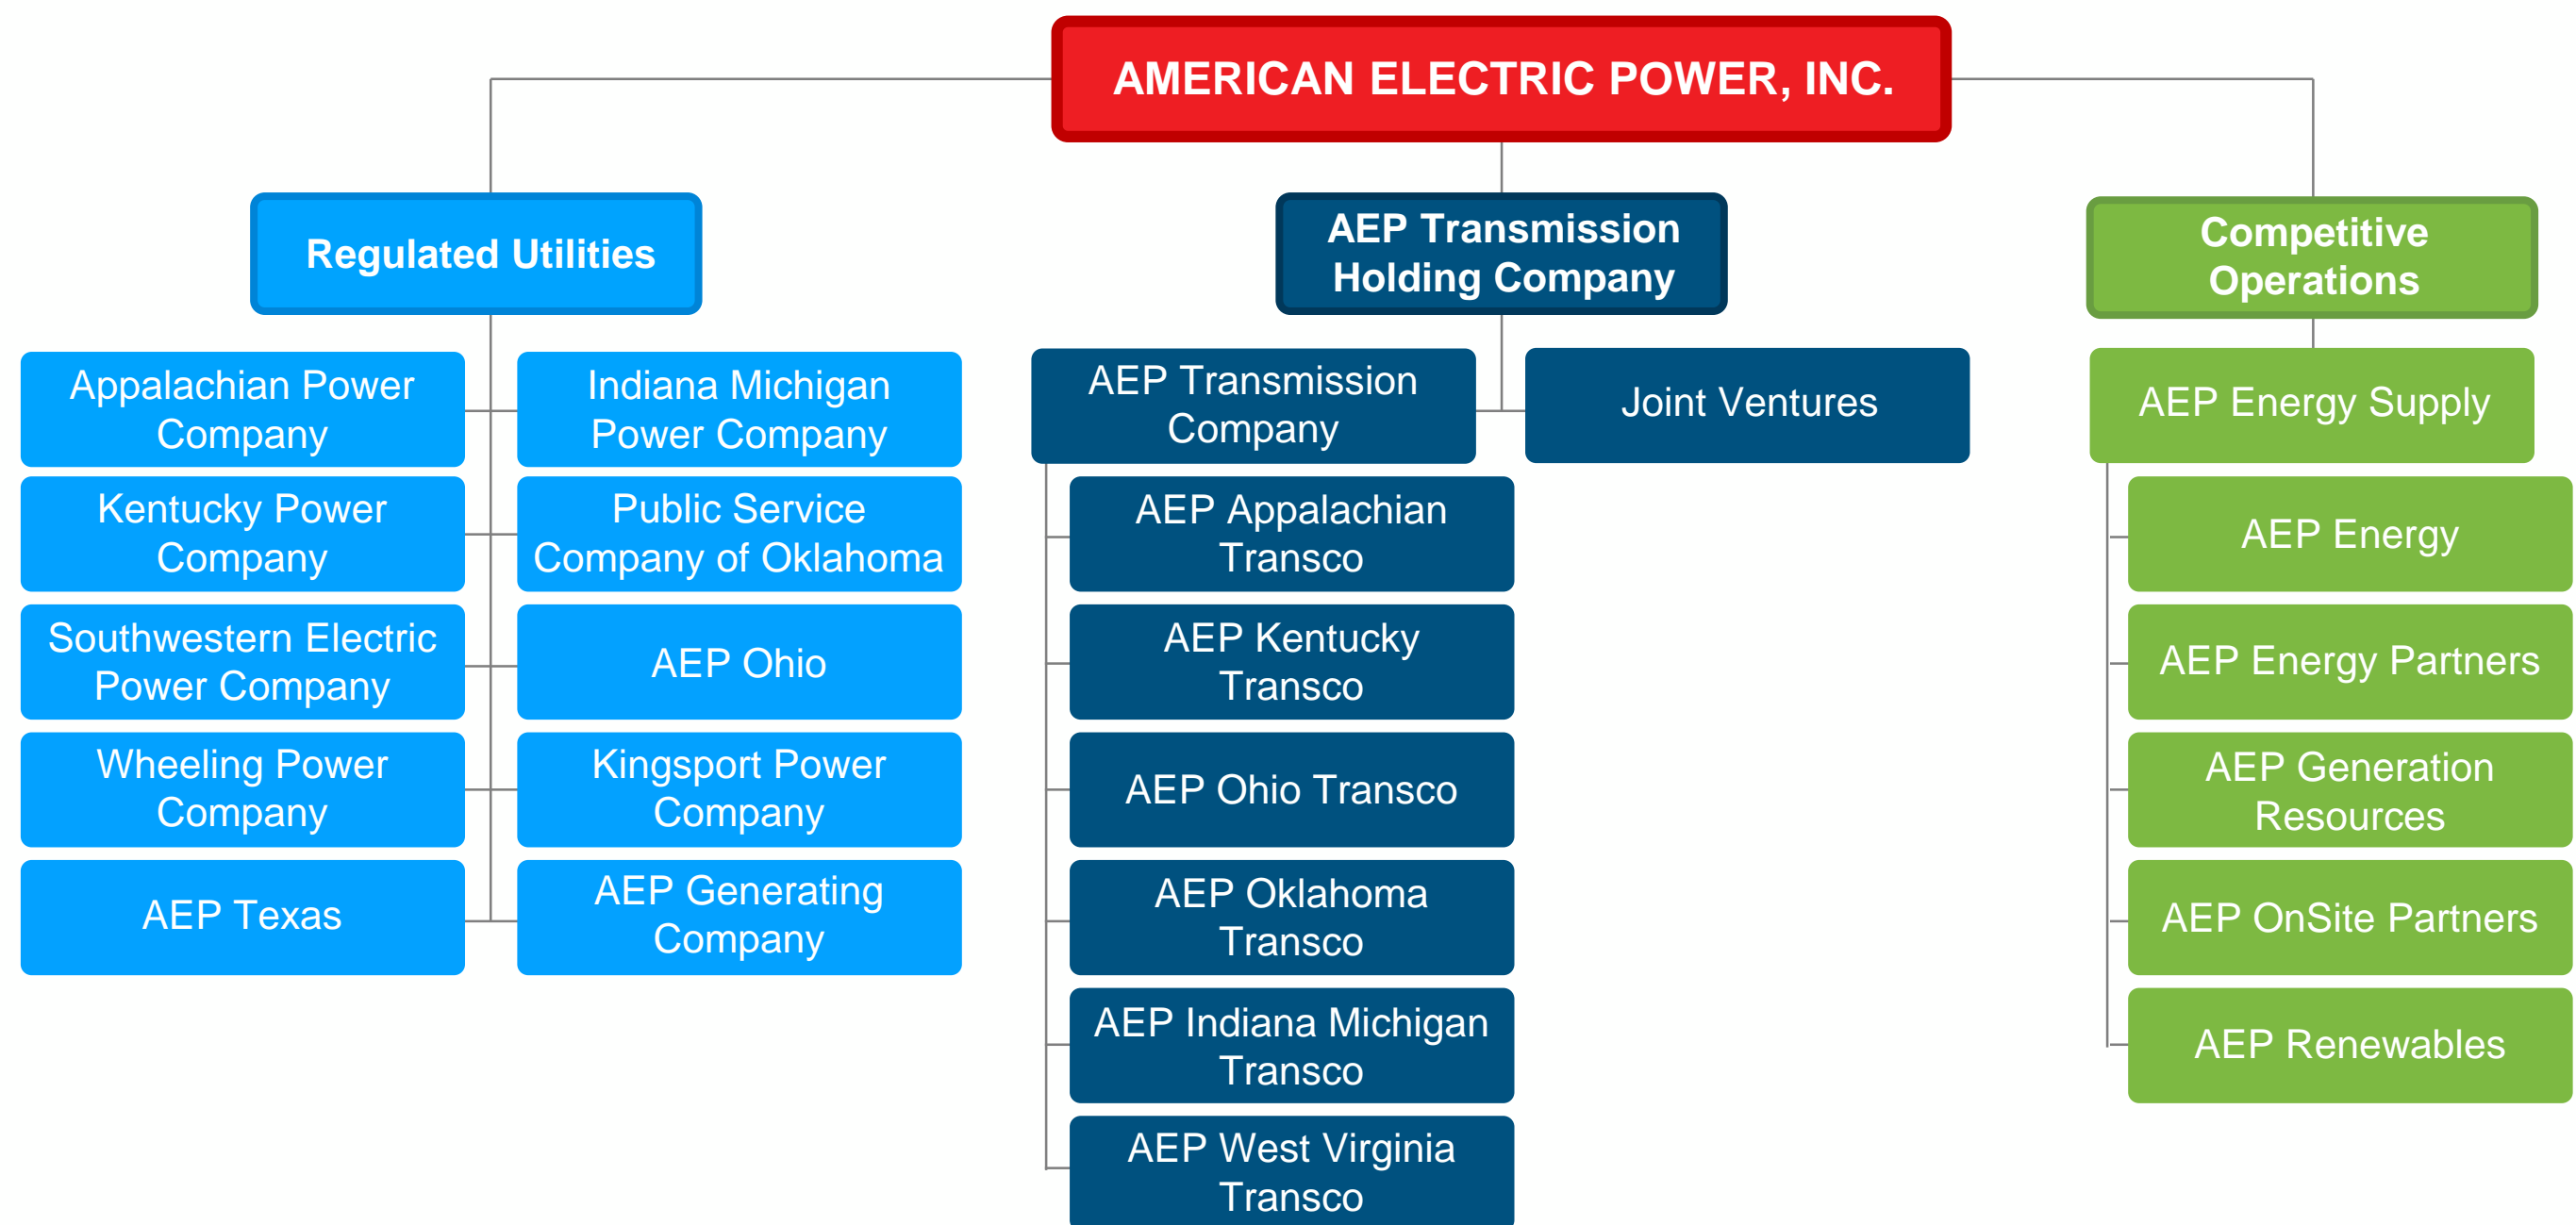 AMERICAN ELECTRIC POWER, INC.
Regulated Utilities
Appalachian Power
Company
Indiana Michigan
Power Company
Kentucky Power
Company
Public Service
Company of Oklahoma
Southwestern Electric
Power Company
AEP Ohio
Wheeling Power
Company
Kingsport Power
Company
AEP Texas
AEP Generating
Company
AEP Transmission
Holding Company
AEP Transmission
Company
Joint Ventures
AEP Appalachian
Transco
AEP Kentucky
Transco
AEP Ohio Transco
AEP Oklahoma
Transco
AEP Indiana Michigan
Transco
AEP West Virginia
Transco
Competitive
Operations
AEP Energy Supply
AEP Energy
AEP Energy Partners
AEP Generation
Resources
AEP OnSite Partners
AEP Renewables